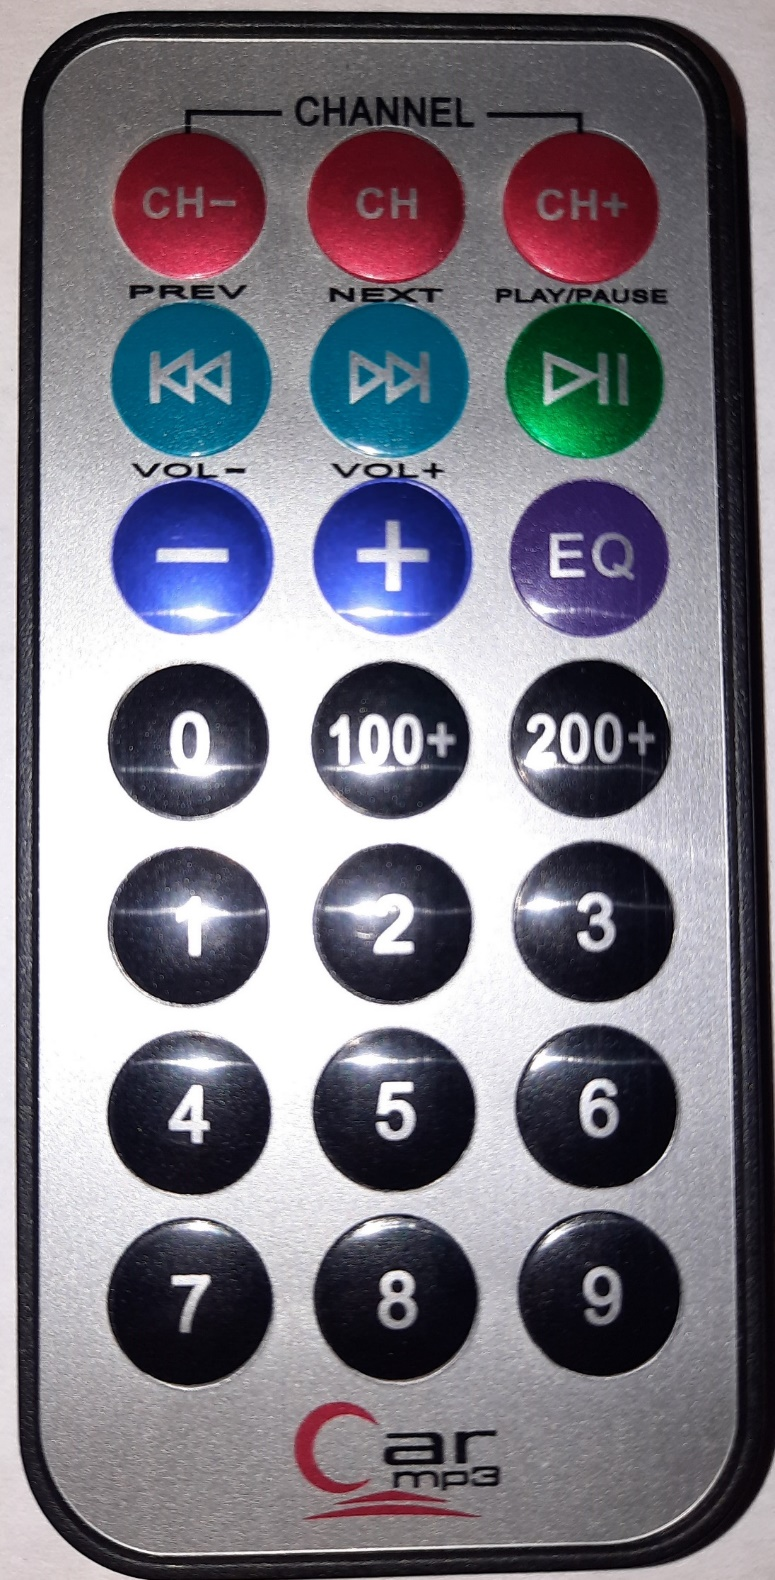 CHANNEL
CH− CH CH+
PREV NEXT PLAY/PAUSE
VOL− VOL+
− + EQ
0 100+ 200+
1 2 3
4 5 6
7 8 9
Car
mp3